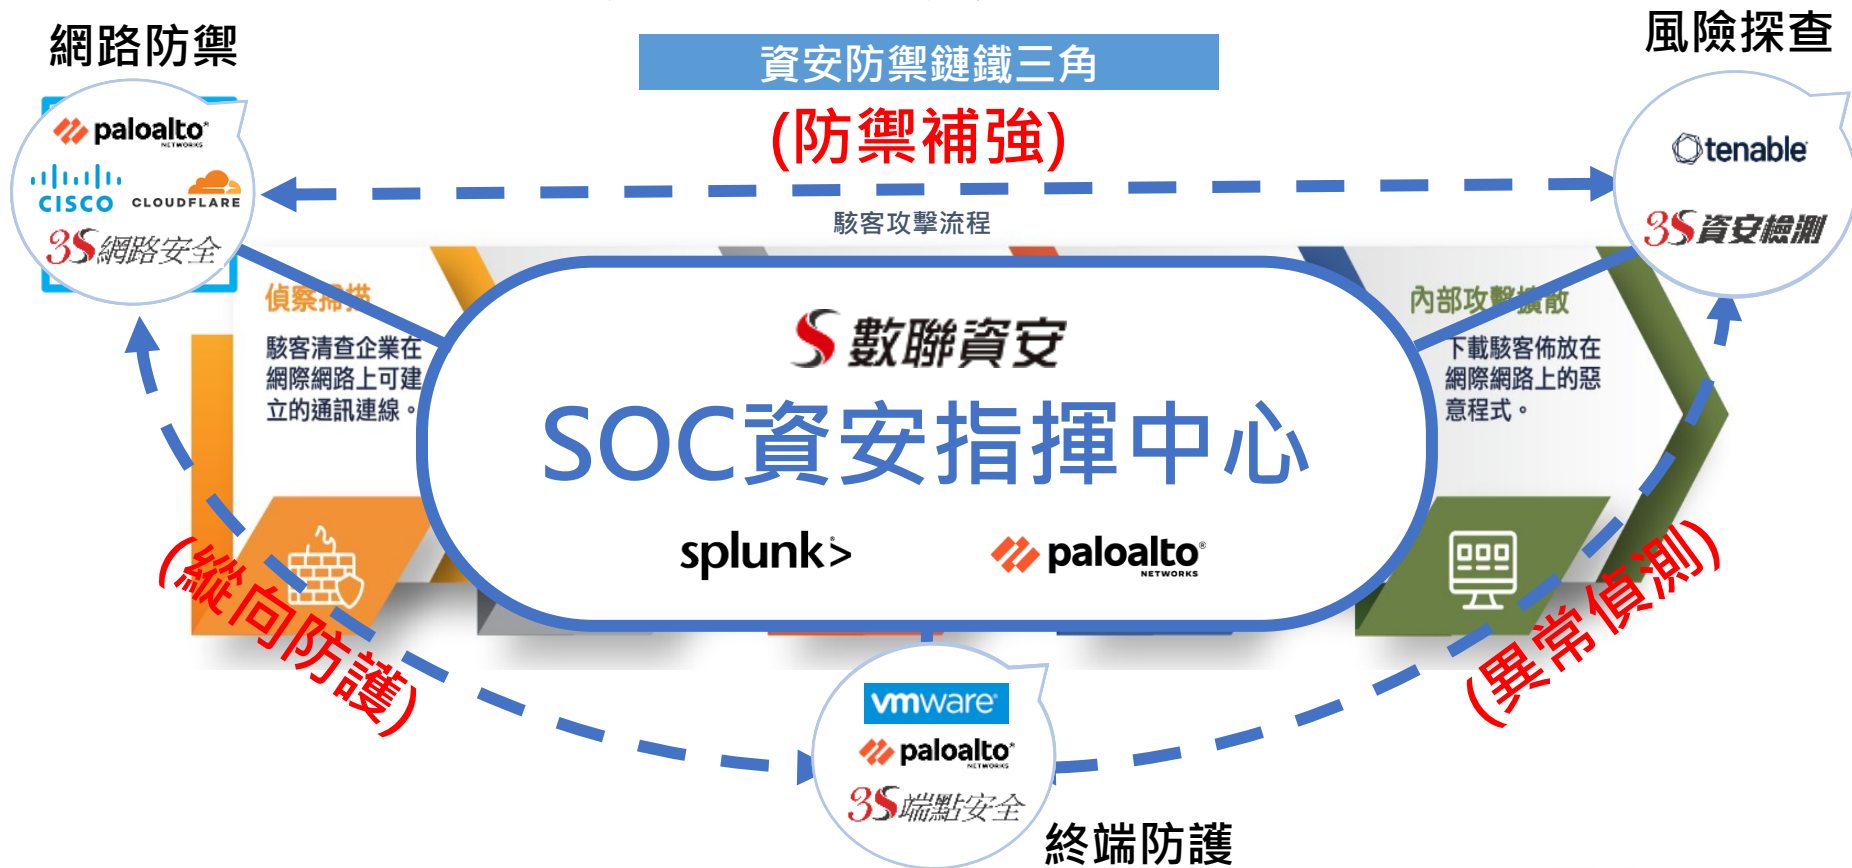 網路防禦
風險探查
資安防禦鏈鐵三角
(防禦補強)
paloalto
NETWORKS
CISCO
CLOUDFLARE
3S網路安全
tenable
3S資安檢測
駭客攻擊流程
偵察掃描
駭客清查企業在
網際網路上可建
立的通訊連線。
數聯資安
SOC資安指揮中心
splunk>
paloalto
NETWORKS
內部攻擊擴散
下載駭客佈放在
網際網路上的惡
意程式。
(縱向防護)
(異常偵測)
vmware
paloalto
NETWORKS
3S端點安全
終端防護